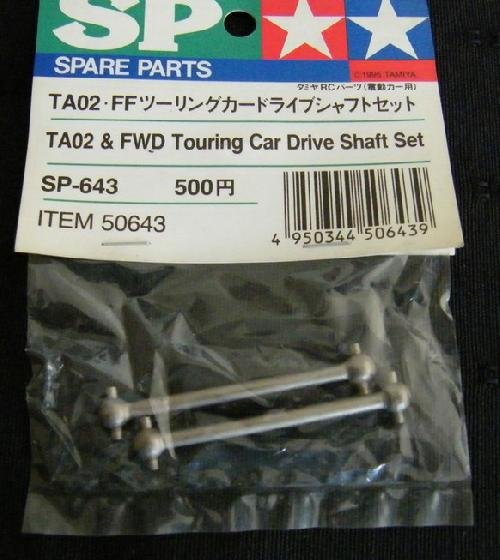 SP
SPARE PARTS
©1995 TAMIYA
タミヤRCパーツ(電動カー用)
TA02・FFツーリングカードライブシャフトセット
TA02 & FWD Touring Car Drive Shaft Set
SP-643 500円
ITEM 50643
4 950344 506439